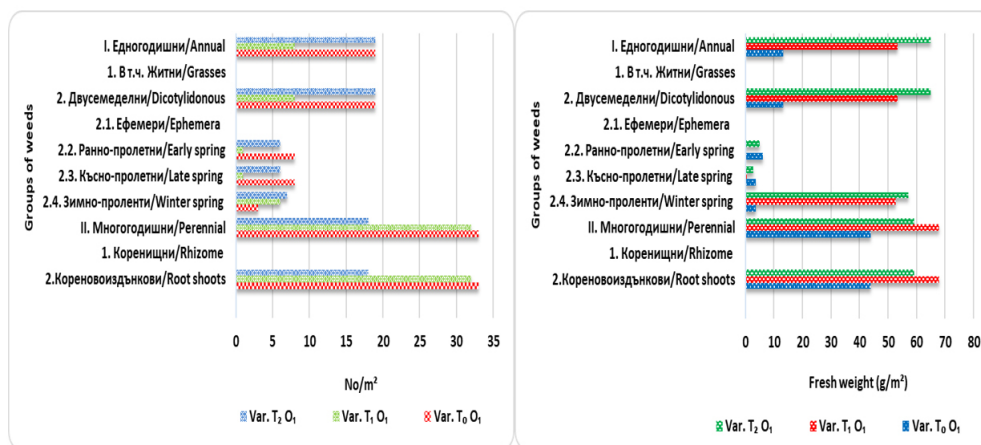 Groups of weeds
I. Едногодишни/Annual
1. В т.ч. Житни/Grasses
2. Двусемеделни/Dicotylidonous
2.1. Ефемери/Ephemera
2.2. Ранно-пролетни/Early spring
2.3. Късно-пролетни/Late spring
2.4. Зимно-проленти/Winter spring
II. Многогодишни/Perennial
1. Коренищни/Rhizome
2.Кореновоиздънкови/Root shoots
0 5 10 15 20 25 30 35
No/m²
Var. T₂ O₁ Var. T₁ O₁ Var. T₀ O₁
Groups of weeds
I. Едногодишни/Annual
1. В т.ч. Житни/Grasses
2. Двусемеделни/Dicotylidonous
2.1. Ефемери/Ephemera
2.2. Ранно-пролетни/Early spring
2.3. Късно-пролетни/Late spring
2.4. Зимно-проленти/Winter spring
II. Многогодишни/Perennial
1. Коренищни/Rhizome
2.Кореновоиздънкови/Root shoots
0 10 20 30 40 50 60 70 80
Fresh weight (g/m²)
Var. T₂ O₁ Var. T₁ O₁ Var. T₀ O₁